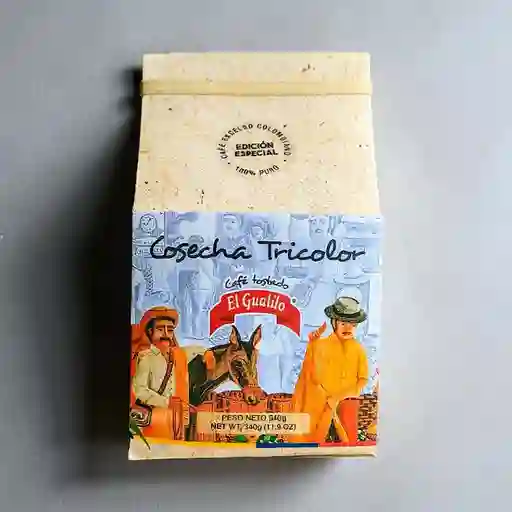 CAFÉ EXCELSO COLOMBIANO
EDICIÓN
ESPECIAL
100% PURO
Cosecha Tricolor
Café tostado
El Gualilo
PESO NETO 340g
NET WT. 340g (11.9 OZ)